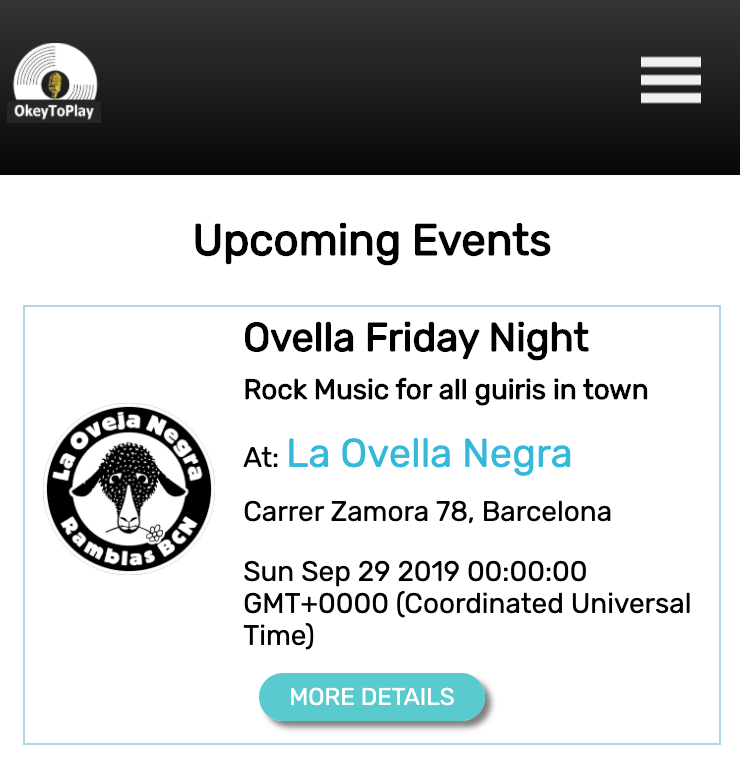 OkeyToPlay
Upcoming Events
Ovella Friday Night
Rock Music for all guiris in town
La Oveja Negra
Ramblas BCN
At: La Ovella Negra
Carrer Zamora 78, Barcelona
Sun Sep 29 2019 00:00:00
GMT+0000 (Coordinated Universal
Time)
MORE DETAILS